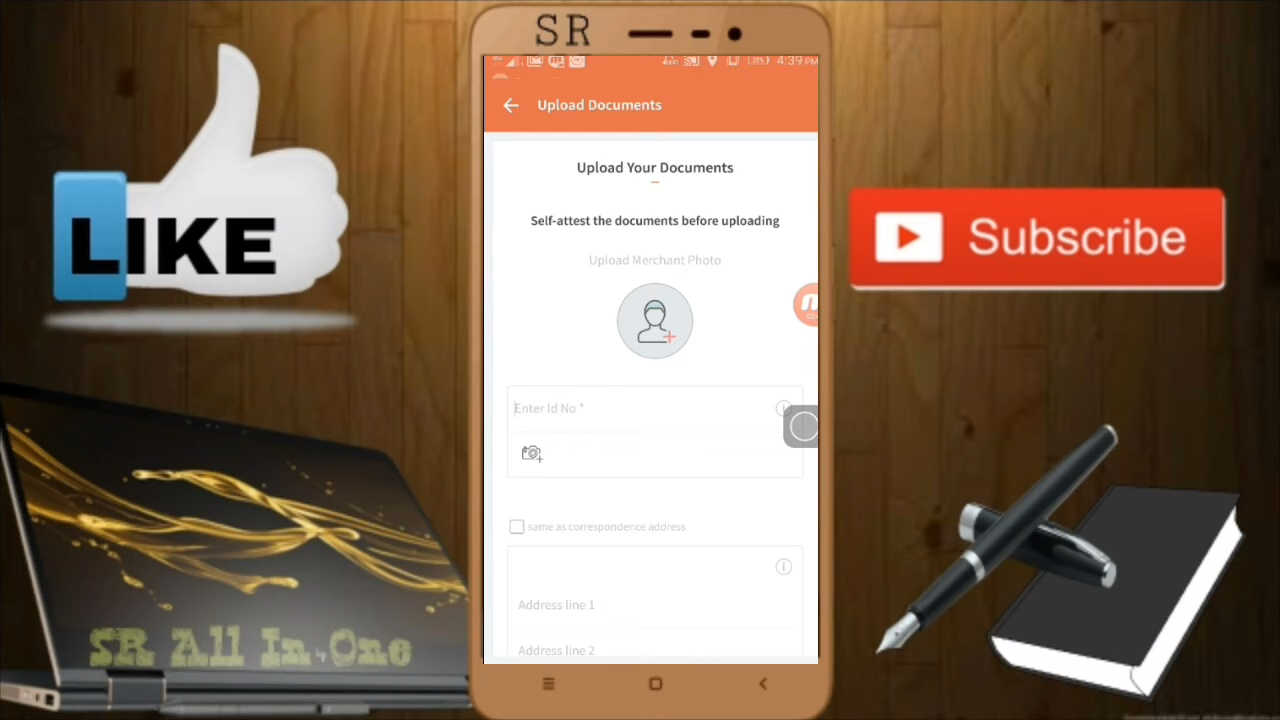 SR
4:39 PM
Upload Documents
Upload Your Documents
Self-attest the documents before uploading
Upload Merchant Photo
Enter Id No *
same as correspondence address
Address line 1
Address line 2
LIKE
Subscribe
SR All In One